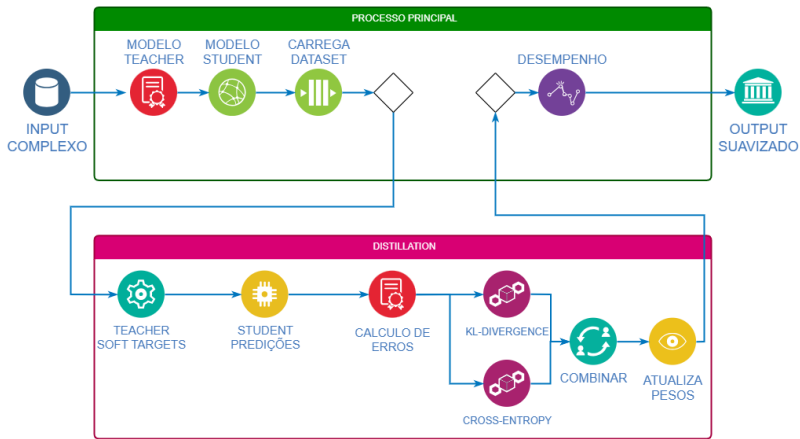 PROCESSO PRINCIPAL
MODELO
TEACHER
MODELO
STUDENT
CARREGA
DATASET
DESEMPENHO
INPUT
COMPLEXO
OUTPUT
SUAVIZADO
DISTILLATION
TEACHER
SOFT TARGETS
STUDENT
PREDIÇÕES
CALCULO DE
ERROS
KL-DIVERGENCE
CROSS-ENTROPY
COMBINAR
ATUALIZA
PESOS